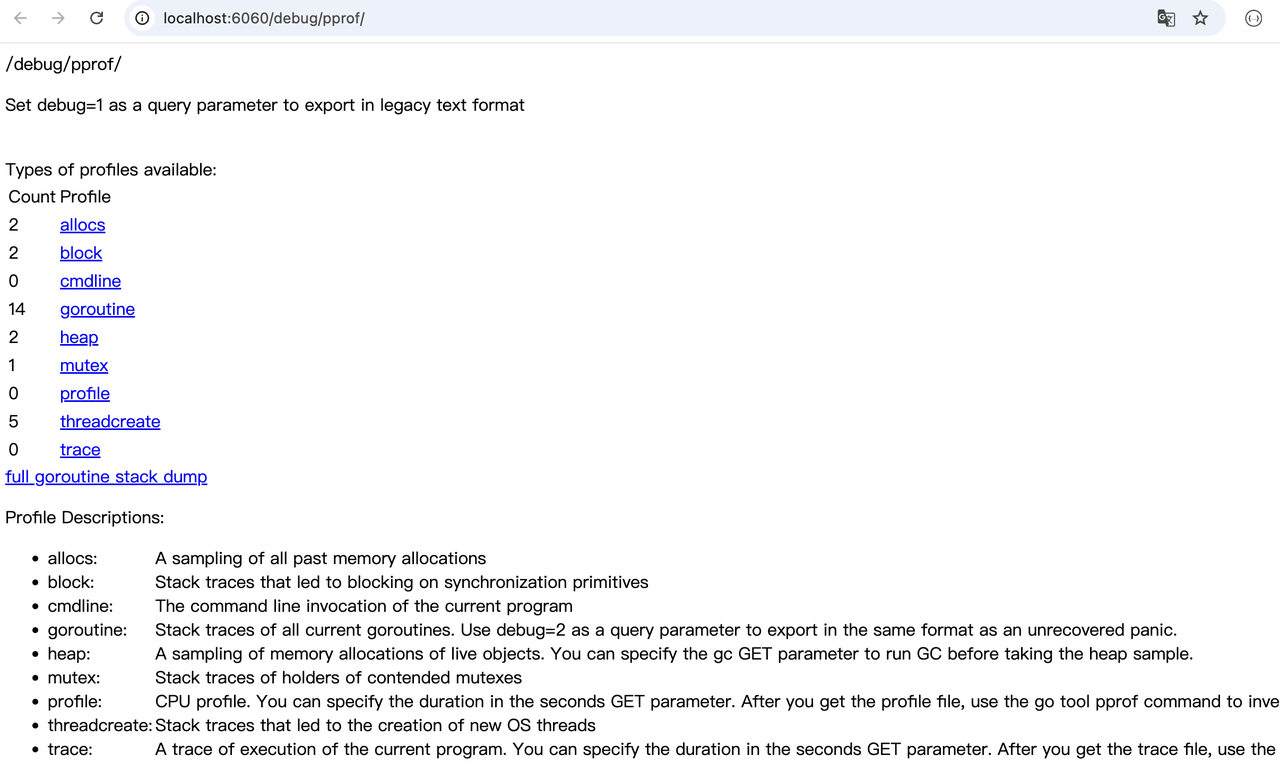 localhost:6060/debug/pprof/
/debug/pprof/
Set debug=1 as a query parameter to export in legacy text format
Types of profiles available:
Count Profile
2 allocs
2 block
0 cmdline
14 goroutine
2 heap
1 mutex
0 profile
5 threadcreate
0 trace
full goroutine stack dump
Profile Descriptions:
• allocs: A sampling of all past memory allocations
• block: Stack traces that led to blocking on synchronization primitives
• cmdline: The command line invocation of the current program
• goroutine: Stack traces of all current goroutines. Use debug=2 as a query parameter to export in the same format as an unrecovered panic.
• heap: A sampling of memory allocations of live objects. You can specify the gc GET parameter to run GC before taking the heap sample.
• mutex: Stack traces of holders of contended mutexes
• profile: CPU profile. You can specify the duration in the seconds GET parameter. After you get the profile file, use the go tool pprof command to inve
• threadcreate: Stack traces that led to the creation of new OS threads
• trace: A trace of execution of the current program. You can specify the duration in the seconds GET parameter. After you get the trace file, use the